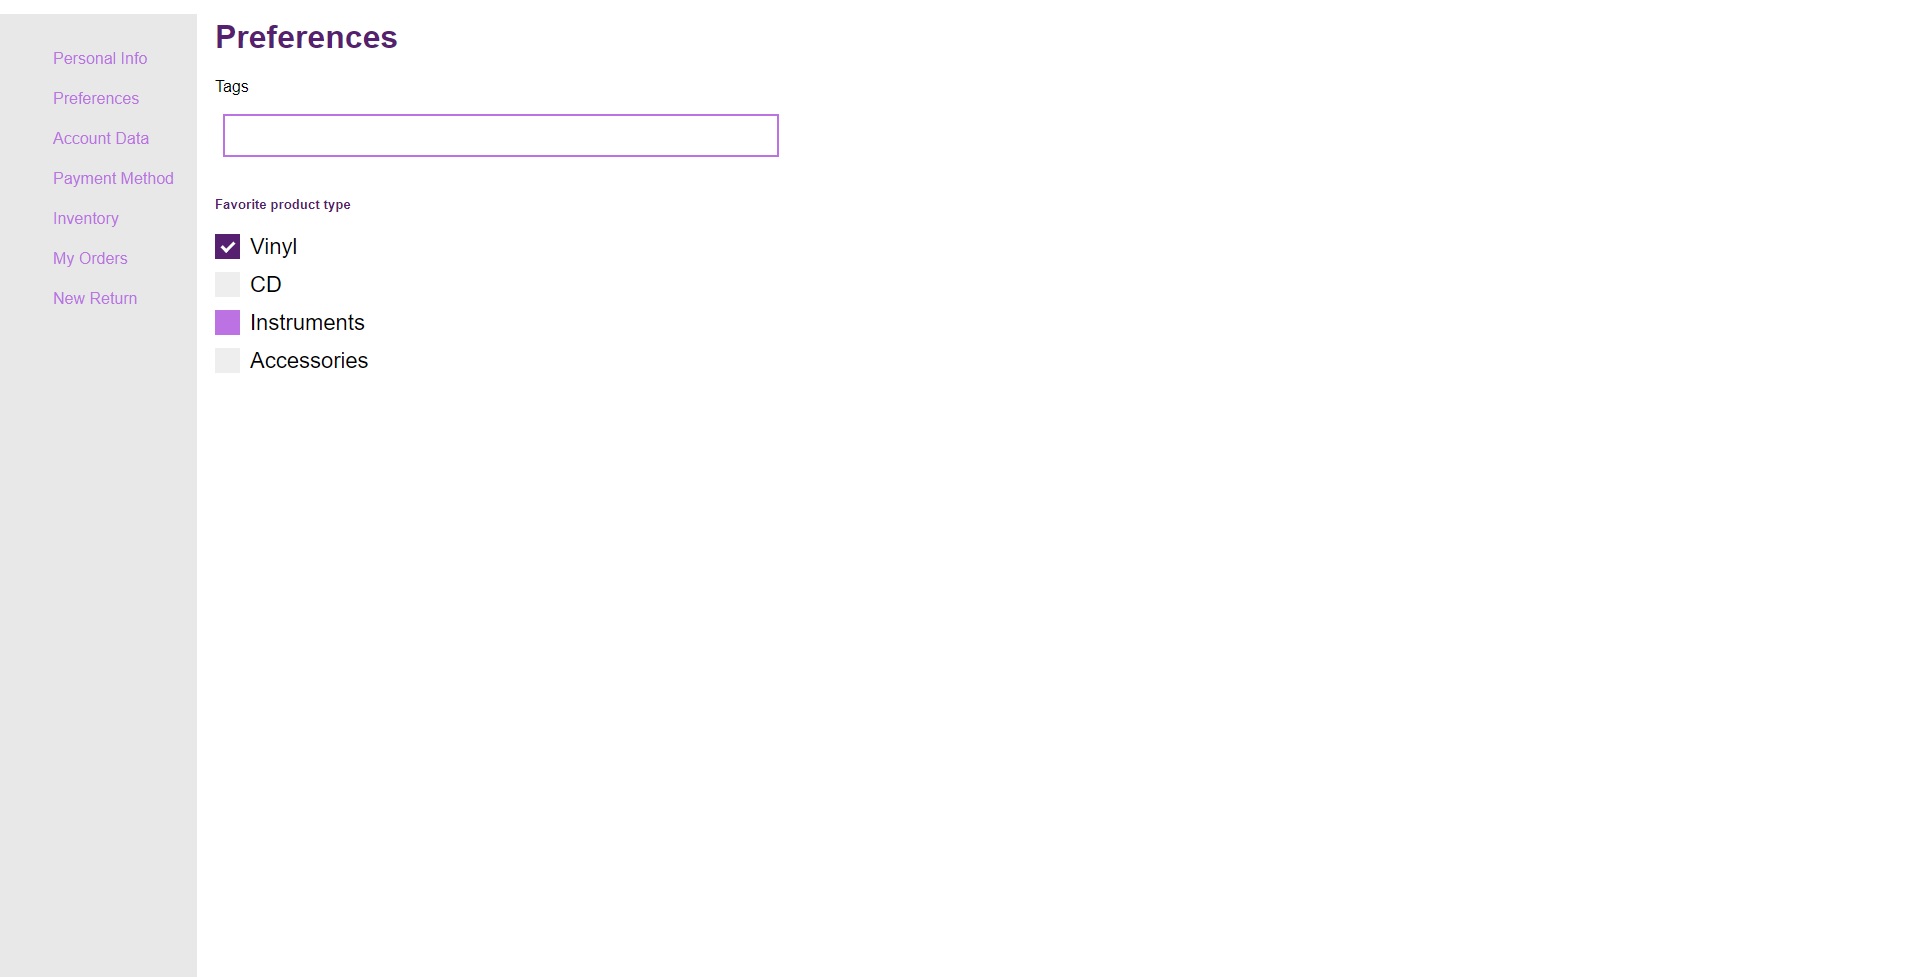 Personal Info
Preferences
Account Data
Payment Method
Inventory
My Orders
New Return
Preferences
Tags
Favorite product type
Vinyl
CD
Instruments
Accessories